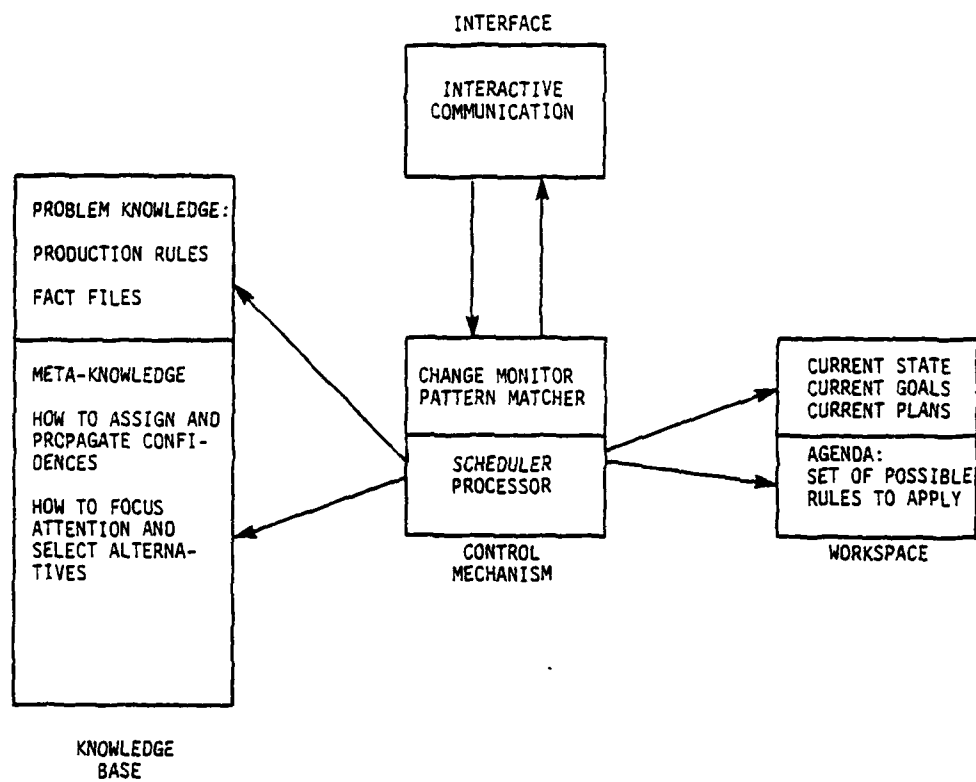 INTERFACE
INTERACTIVE
COMMUNICATION
PROBLEM KNOWLEDGE:
PRODUCTION RULES
FACT FILES
META-KNOWLEDGE
HOW TO ASSIGN AND
PROPAGATE CONFI-
DENCES
HOW TO FOCUS
ATTENTION AND
SELECT ALTERNA-
TIVES
KNOWLEDGE
BASE
CHANGE MONITOR
PATTERN MATCHER
SCHEDULER
PROCESSOR
CONTROL
MECHANISM
CURRENT STATE
CURRENT GOALS
CURRENT PLANS
AGENDA:
SET OF POSSIBLE
RULES TO APPLY
WORKSPACE